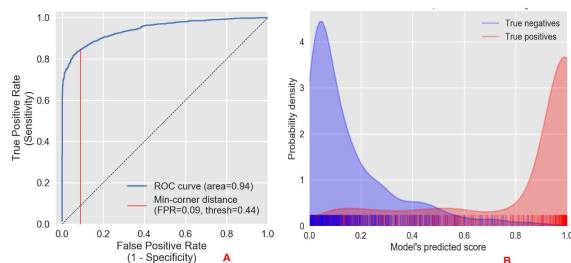 1.0
0.8
0.6
0.4
0.2
0.0
True Positive Rate
(Sensitivity)
ROC curve (area=0.94)
Min-corner distance
(FPR=0.09, thresh=0.44)
0.0 0.2 0.4 0.6 0.8 1.0
False Positive Rate
(1 - Specificity)
A
True negatives
True positives
4
3
2
1
0
Probability density
0.0 0.2 0.4 0.6 0.8 1.0
Model's predicted score
B